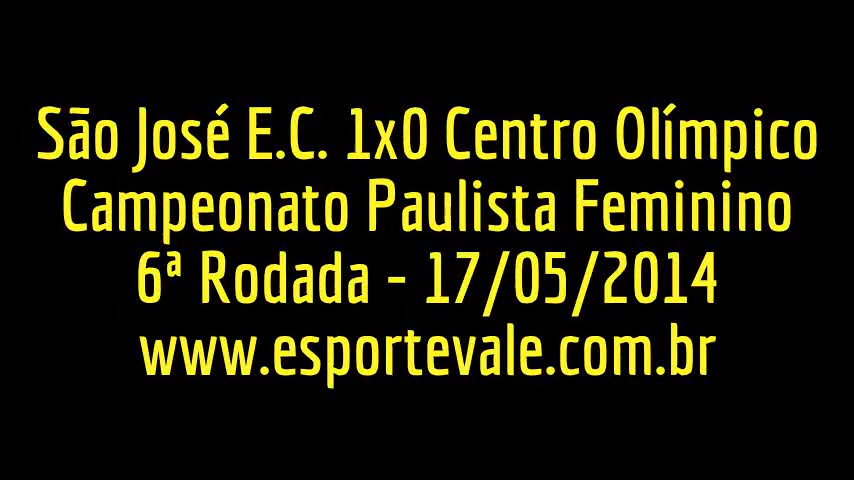 São José E.C. 1x0 Centro Olímpico
Campeonato Paulista Feminino
6ª Rodada - 17/05/2014
www.esportevale.com.br